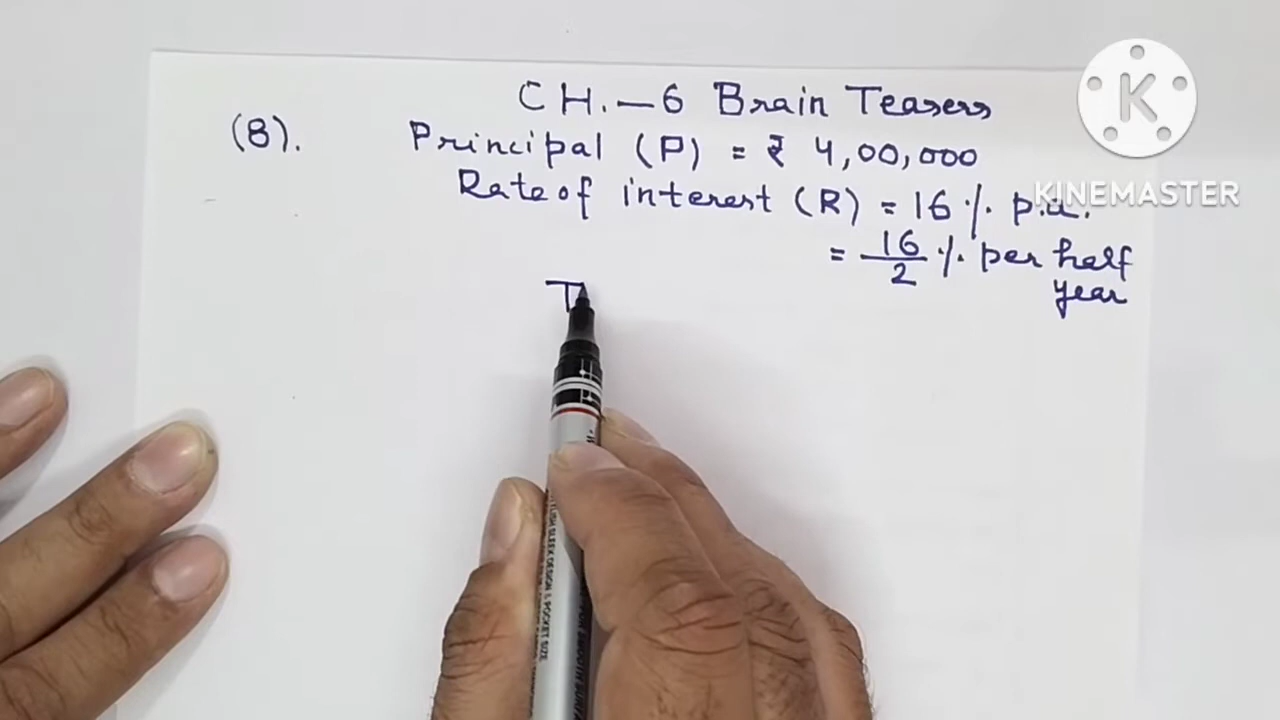 CH.—6 Brain Teasers
(8). Principal (P) = ₹ 4,00,000
Rate of interest (R) = 16 % p.a.
= 16/2 % per half
year
T
K
KINEMASTER